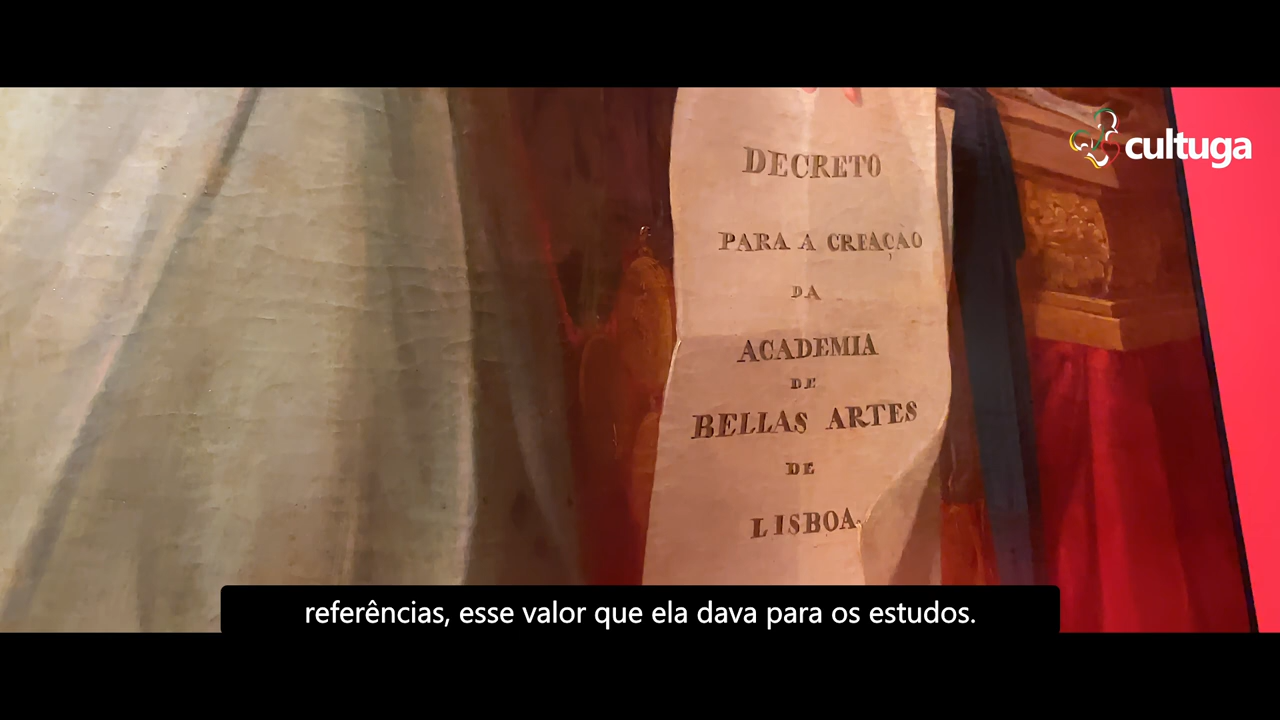 cultuga
DECRETO
PARA A CREAÇAO
DA
ACADEMIA
DE
BELLAS ARTES
DE
LISBOA.
referências, esse valor que ela dava para os estudos.